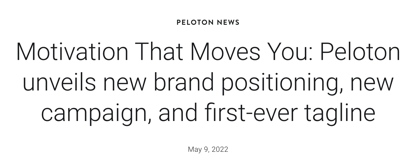 PELOTON NEWS
Motivation That Moves You: Peloton
unveils new brand positioning, new
campaign, and first-ever tagline
May 9, 2022